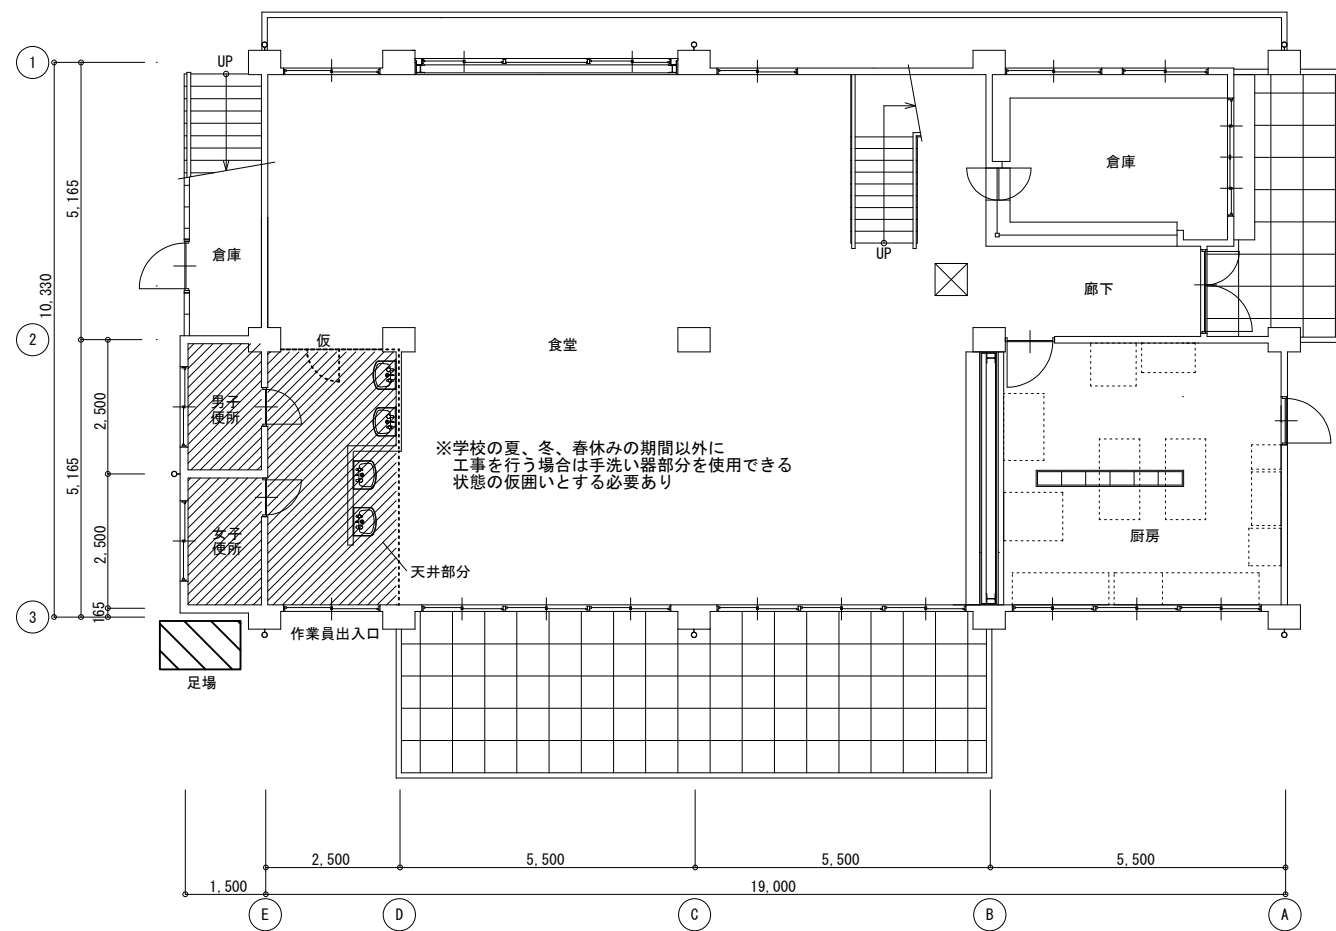 1
UP
倉庫
5,165
倉庫
UP
廊下
10,330
2
仮
食堂
2,500
男子
便所
※学校の夏、冬、春休みの期間以外に
工事を行う場合は手洗い器部分を使用できる
状態の仮囲いとする必要あり
5,165
2,500
女子
便所
厨房
天井部分
165
3
作業員出入口
足場
2,500
5,500
5,500
5,500
1,500
19,000
E
D
C
B
A